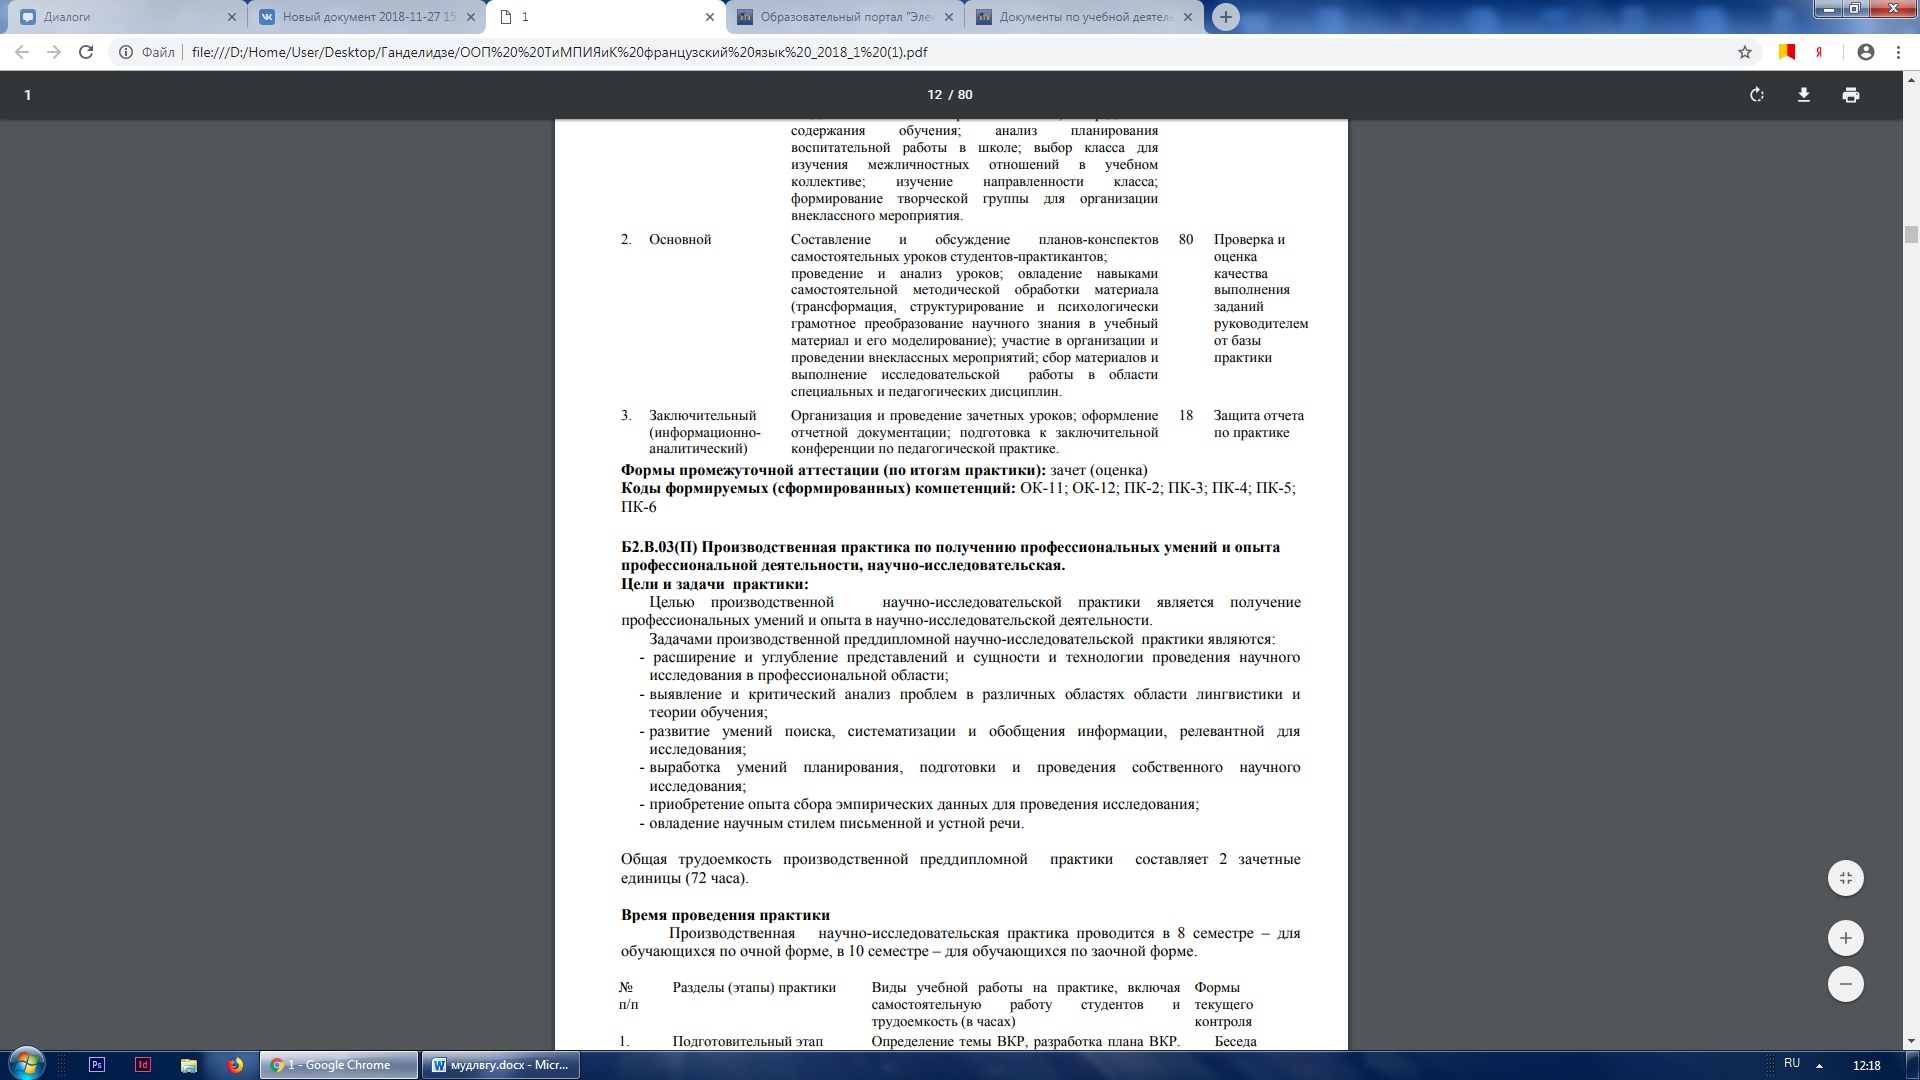 Диалоги
Новый документ 2018-11-27 15
1
Образовательный портал "Элек
Документы по учебной деятель
Файл
file:///D:/Home/User/Desktop/Ганделидзе/ООП%20%20ТиМПИЯиК%20французский%20язык%20_2018_1%20(1).pdf
1
12 / 80
содержания обучения; анализ планирования
воспитательной работы в школе; выбор класса для
изучения межличностных отношений в учебном
коллективе; изучение направленности класса;
формирование творческой группы для организации
внеклассного мероприятия.
2. Основной Составление и обсуждение планов-конспектов 80 Проверка и
самостоятельных уроков студентов-практикантов; оценка
проведение и анализ уроков; овладение навыками качества
самостоятельной методической обработки материала выполнения
(трансформация, структурирование и психологически заданий
грамотное преобразование научного знания в учебный руководителем
материал и его моделирование); участие в организации и от базы
проведении внеклассных мероприятий; сбор материалов и практики
выполнение исследовательской работы в области
специальных и педагогических дисциплин.
3. Заключительный Организация и проведение зачетных уроков; оформление 18 Защита отчета
(информационно- отчетной документации; подготовка к заключительной по практике
аналитический) конференции по педагогической практике.
Формы промежуточной аттестации (по итогам практики): зачет (оценка)
Коды формируемых (сформированных) компетенций: ОК-11; ОК-12; ПК-2; ПК-3; ПК-4; ПК-5;
ПК-6
Б2.В.03(П) Производственная практика по получению профессиональных умений и опыта
профессиональной деятельности, научно-исследовательская.
Цели и задачи практики:
Целью производственной научно-исследовательской практики является получение
профессиональных умений и опыта в научно-исследовательской деятельности.
Задачами производственной преддипломной научно-исследовательской практики являются:
- расширение и углубление представлений и сущности и технологии проведения научного
исследования в профессиональной области;
- выявление и критический анализ проблем в различных областях области лингвистики и
теории обучения;
- развитие умений поиска, систематизации и обобщения информации, релевантной для
исследования;
- выработка умений планирования, подготовки и проведения собственного научного
исследования;
- приобретение опыта сбора эмпирических данных для проведения исследования;
- овладение научным стилем письменной и устной речи.
Общая трудоемкость производственной преддипломной практики составляет 2 зачетные
единицы (72 часа).
Время проведения практики
Производственная научно-исследовательская практика проводится в 8 семестре – для
обучающихся по очной форме, в 10 семестре – для обучающихся по заочной форме.
№ Разделы (этапы) практики Виды учебной работы на практике, включая Формы
п/п самостоятельную работу студентов и текущего
трудоемкость (в часах) контроля
1. Подготовительный этап Определение темы ВКР, разработка плана ВКР. Беседа
Ps
Id
1 - Google Chrome
мудлвгу.docx - Micr...
RU
12:18